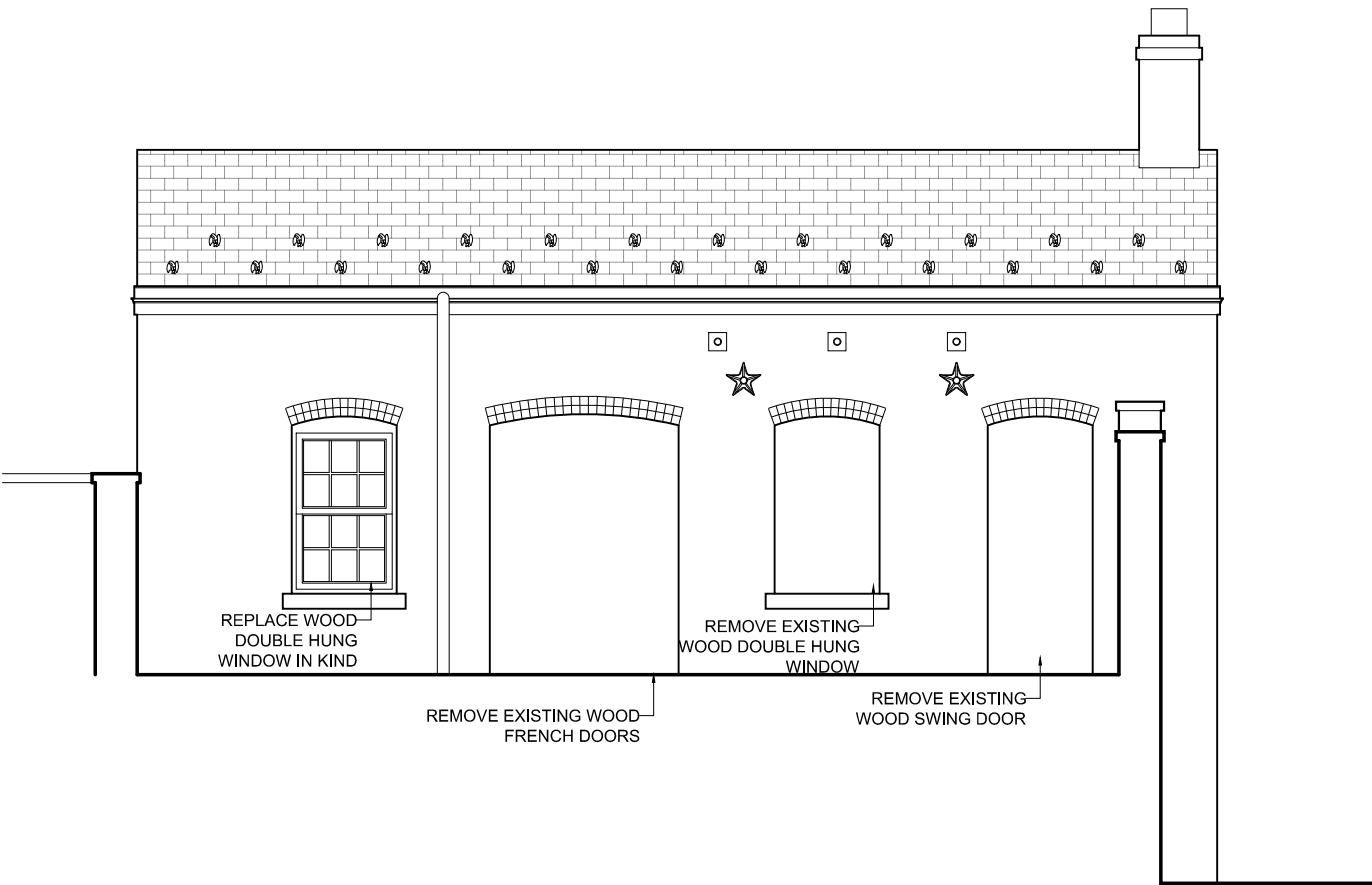 REPLACE WOOD
DOUBLE HUNG
WINDOW IN KIND
REMOVE EXISTING WOOD
FRENCH DOORS
REMOVE EXISTING
WOOD DOUBLE HUNG
WINDOW
REMOVE EXISTING
WOOD SWING DOOR